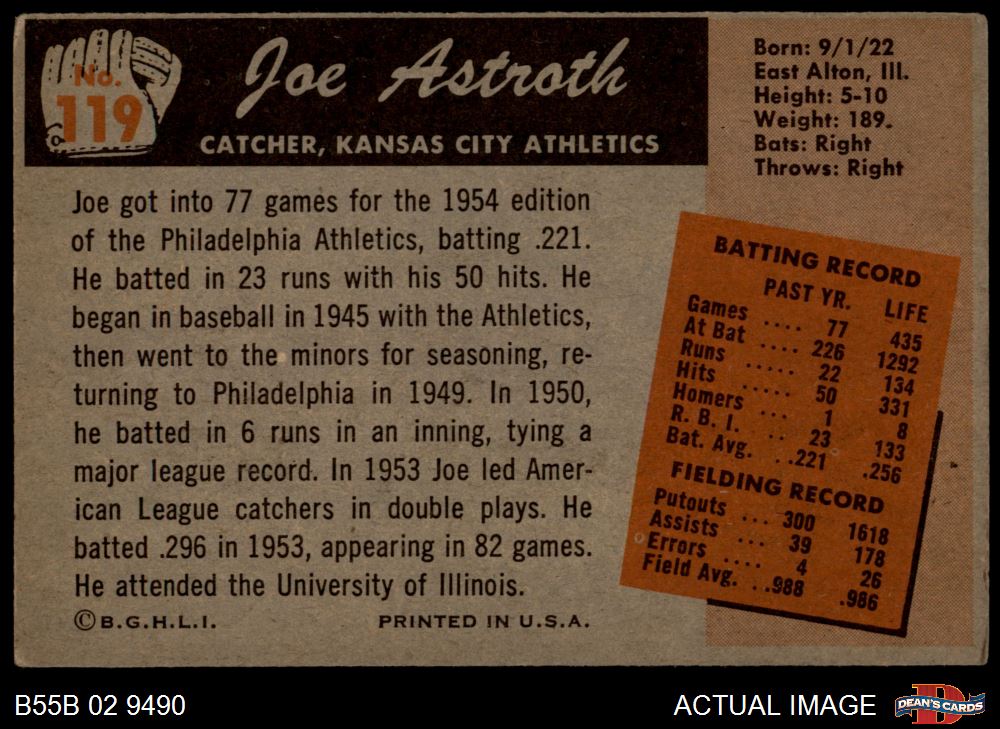 No.
119
Joe Astroth
CATCHER, KANSAS CITY ATHLETICS
Born: 9/1/22
East Alton, Ill.
Height: 5-10
Weight: 189.
Bats: Right
Throws: Right
Joe got into 77 games for the 1954 edition
of the Philadelphia Athletics, batting .221.
He batted in 23 runs with his 50 hits. He
began in baseball in 1945 with the Athletics,
then went to the minors for seasoning, re-
turning to Philadelphia in 1949. In 1950,
he batted in 6 runs in an inning, tying a
major league record. In 1953 Joe led Amer-
ican League catchers in double plays. He
batted .296 in 1953, appearing in 82 games.
He attended the University of Illinois.
©B.G.H.L.I. PRINTED IN U.S.A.
BATTING RECORD
PAST YR. LIFE
Games .... 77 435
At Bat .... 226 1292
Runs ..... 22 134
Hits ..... 50 331
Homers ... 1 8
R. B. I. .. 23 133
Bat. Avg. ..221 .256
FIELDING RECORD
Putouts ... 300 1618
Assists ... 39 178
Errors .... 4 26
Field Avg. ..988 .986
B55B 02 9490 ACTUAL IMAGE
D
DEAN'S CARDS